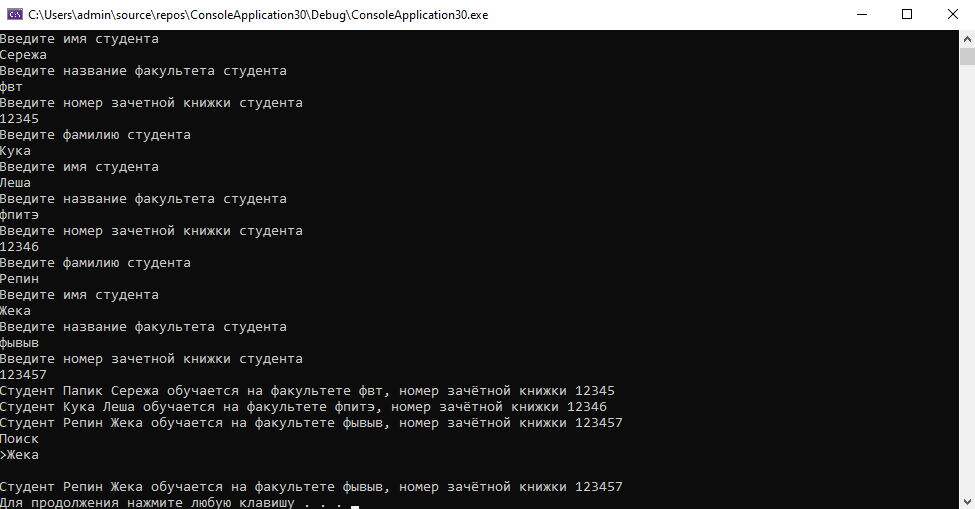 C:\Users\admin\source\repos\ConsoleApplication30\Debug\ConsoleApplication30.exe
Введите имя студента
Сережа
Введите название факультета студента
фвт
Введите номер зачетной книжки студента
12345
Введите фамилию студента
Кука
Введите имя студента
Леша
Введите название факультета студента
фпитэ
Введите номер зачетной книжки студента
12346
Введите фамилию студента
Репин
Введите имя студента
Жека
Введите название факультета студента
фывыв
Введите номер зачетной книжки студента
123457
Студент Папик Сережа обучается на факультете фвт, номер зачётной книжки 12345
Студент Кука Леша обучается на факультете фпитэ, номер зачётной книжки 12346
Студент Репин Жека обучается на факультете фывыв, номер зачётной книжки 123457
Поиск
>Жека
Студент Репин Жека обучается на факультете фывыв, номер зачётной книжки 123457
Для продолжения нажмите любую клавишу . . .